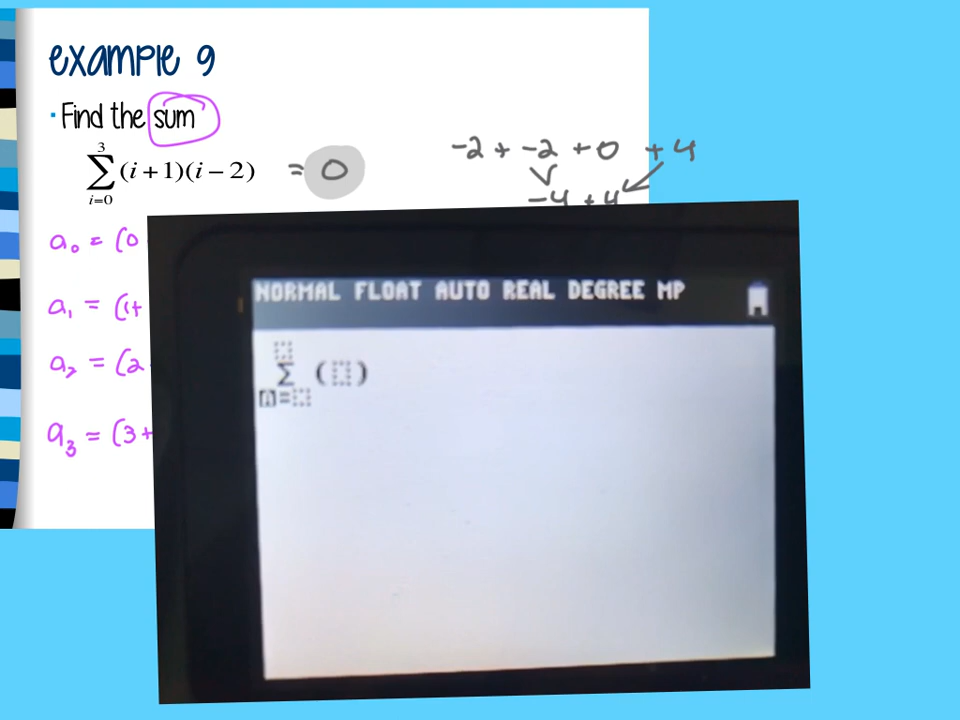 example 9
· Find the sum
3
∑ (i + 1)(i − 2) = 0
i=0
-2 + -2 + 0 + 4
-4 + 4
a₀ = (0
a₁ = (1+
a₂ = (2
a₃ = (3+
NORMAL FLOAT AUTO REAL DEGREE MP
∑ ( )
=